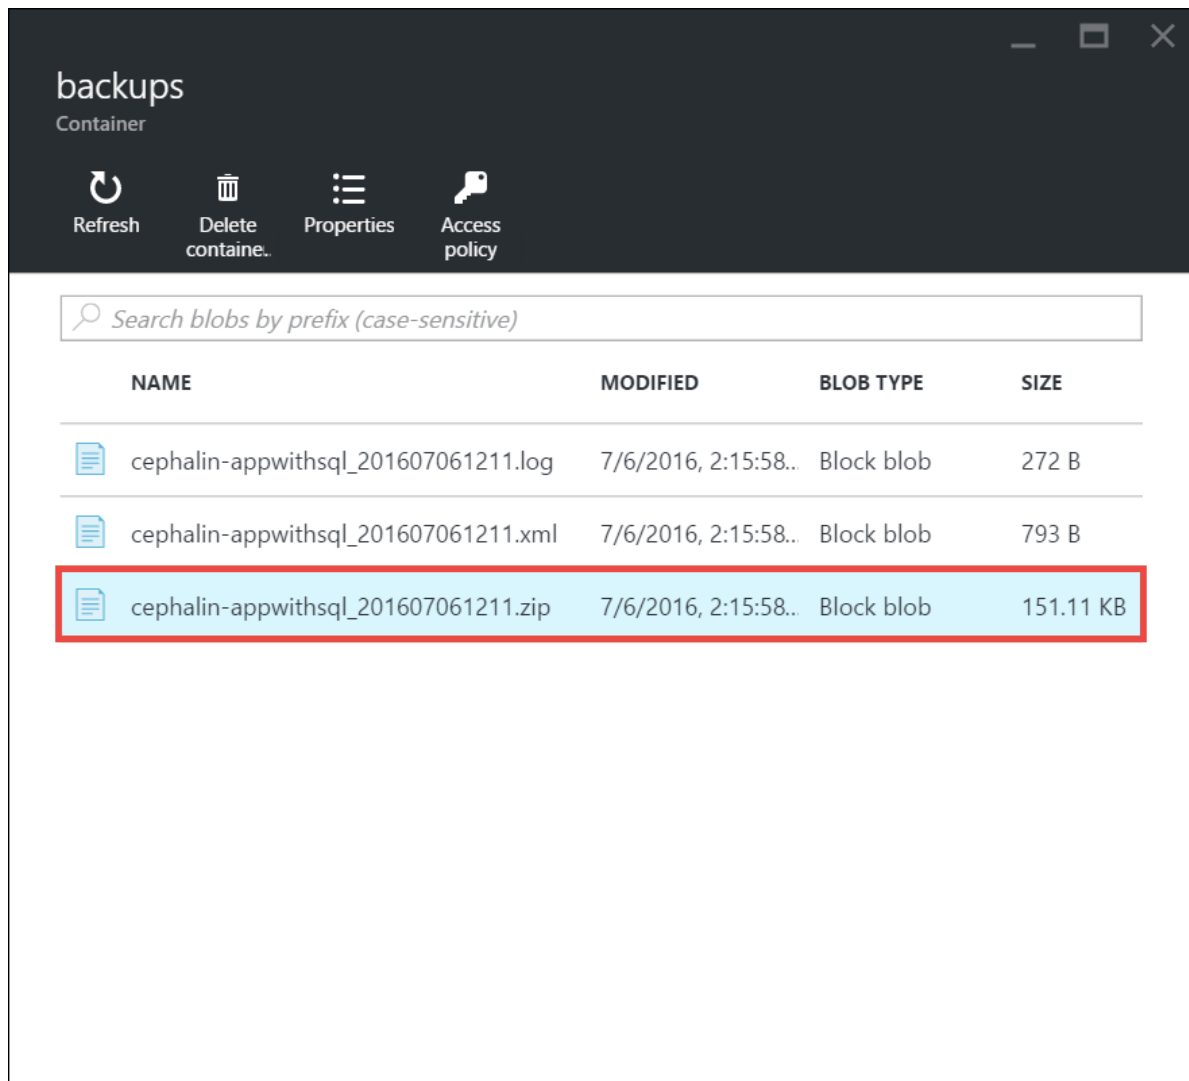 backups
Container
Refresh
Delete
containe..
Properties
Access
policy
Search blobs by prefix (case-sensitive)
NAME MODIFIED BLOB TYPE SIZE
cephalin-appwithsql_201607061211.log 7/6/2016, 2:15:58... Block blob 272 B
cephalin-appwithsql_201607061211.xml 7/6/2016, 2:15:58... Block blob 793 B
cephalin-appwithsql_201607061211.zip 7/6/2016, 2:15:58... Block blob 151.11 KB